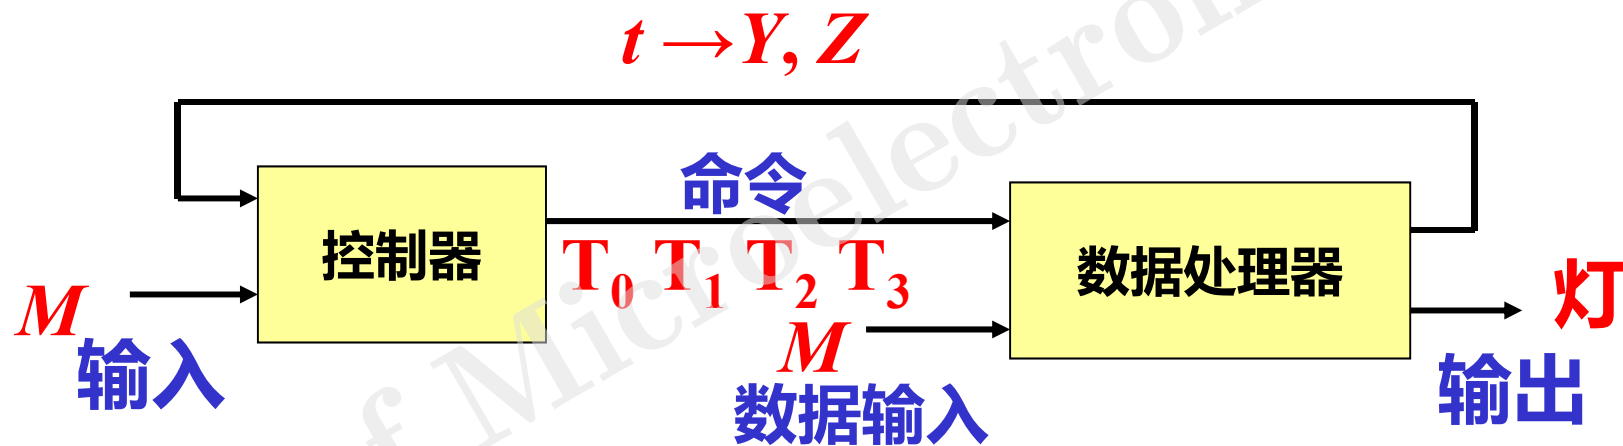 t → Y, Z
命令
控制器
数据处理器
T0 T1 T2 T3
M
输入
M
数据输入
灯
输出
f Microelectron